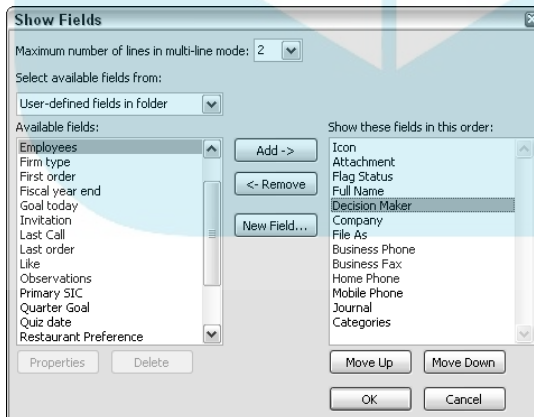 Show Fields
Maximum number of lines in multi-line mode: 2
Select available fields from:
User-defined fields in folder
Available fields:
Employees
Firm type
First order
Fiscal year end
Goal today
Invitation
Last Call
Last order
Like
Observations
Primary SIC
Quarter Goal
Quiz date
Restaurant Preference
Properties
Delete
Add ->
<- Remove
New Field...
Show these fields in this order:
Icon
Attachment
Flag Status
Full Name
Decision Maker
Company
File As
Business Phone
Business Fax
Home Phone
Mobile Phone
Journal
Categories
Move Up
Move Down
OK
Cancel